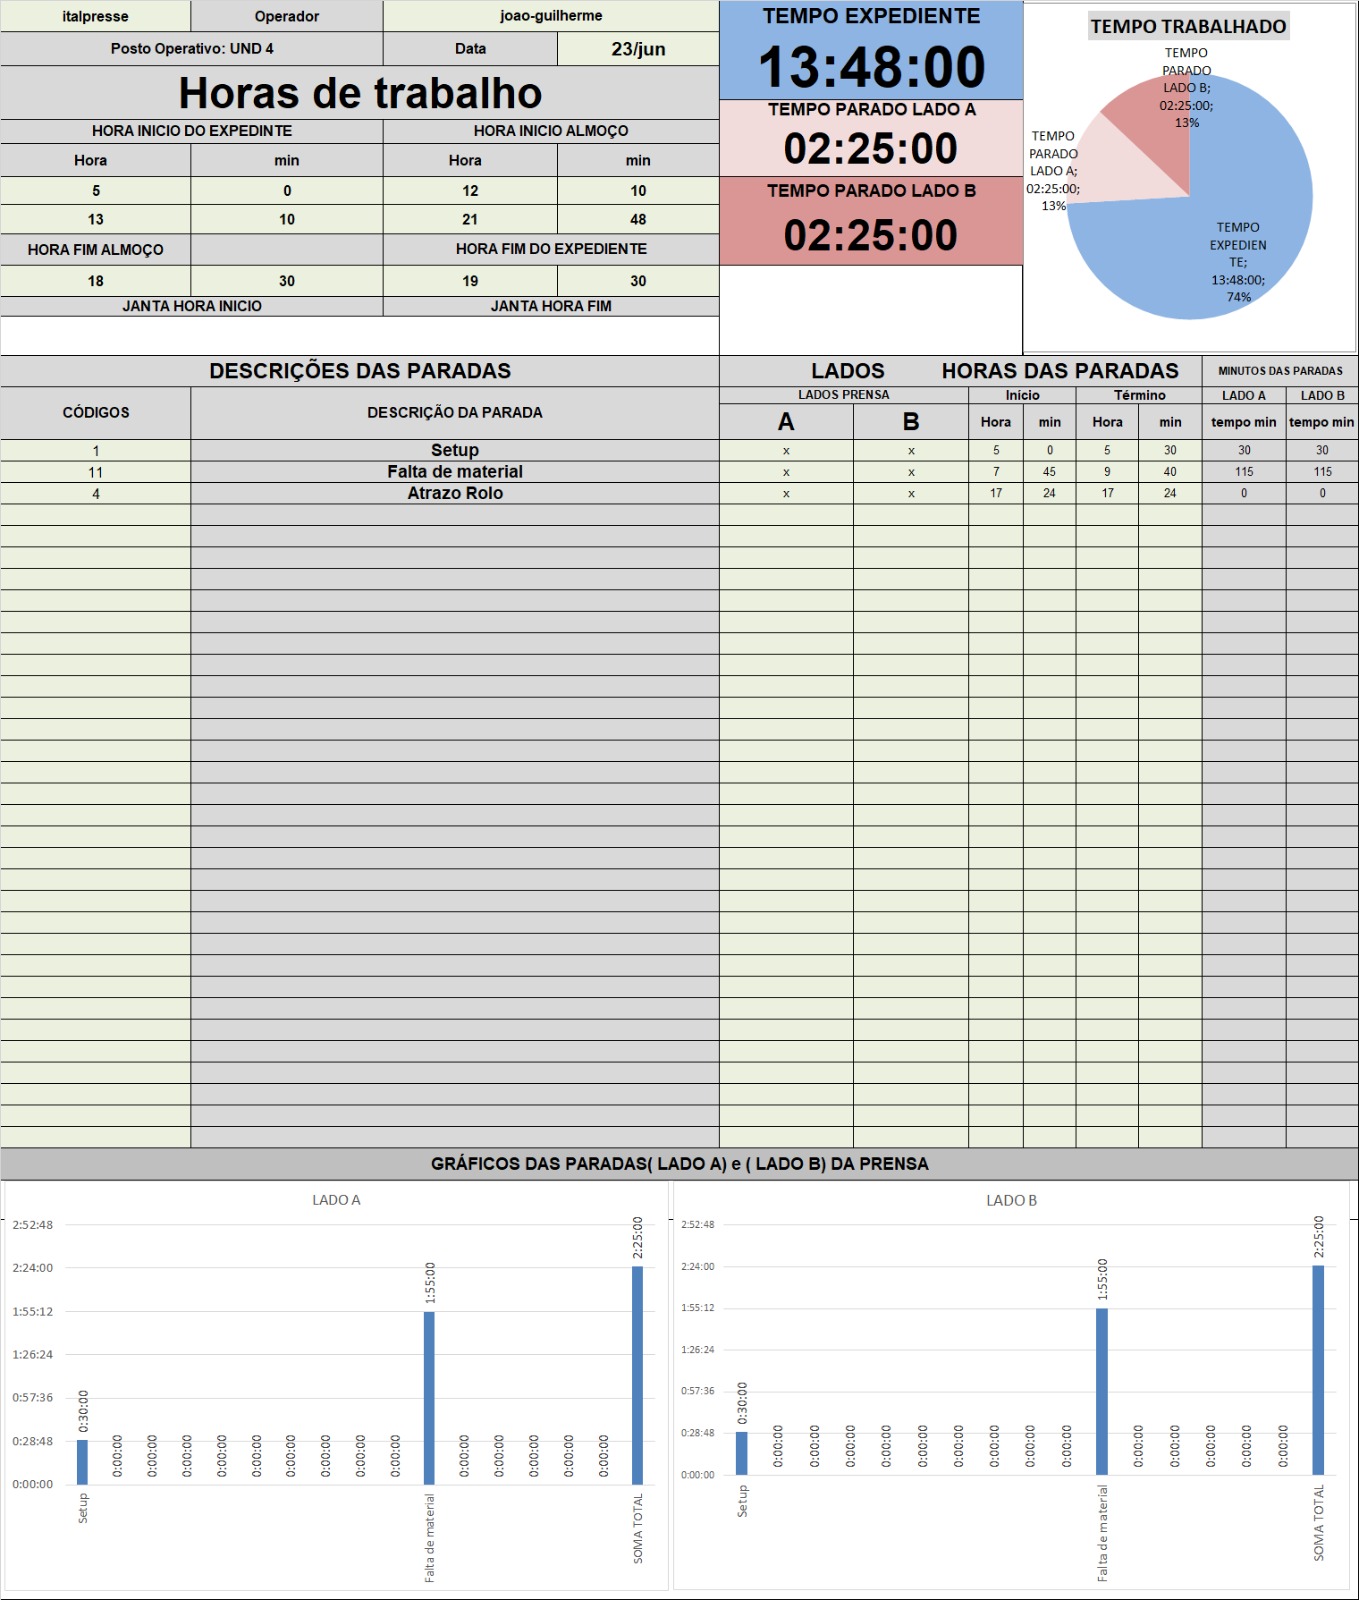 italpresse Operador joao-guilherme
Posto Operativo: UND 4 Data 23/jun
Horas de trabalho
HORA INICIO DO EXPEDINTE HORA INICIO ALMOÇO
Hora min Hora min
5 0 12 10
13 10 21 48
HORA FIM ALMOÇO HORA FIM DO EXPEDIENTE
18 30 19 30
JANTA HORA INICIO JANTA HORA FIM
TEMPO EXPEDIENTE
13:48:00
TEMPO PARADO LADO A
02:25:00
TEMPO PARADO LADO B
02:25:00
TEMPO TRABALHADO
TEMPO
PARADO
LADO B;
02:25:00;
13%
TEMPO
PARADO
LADO A;
02:25:00;
13%
TEMPO
EXPEDIEN
TE;
13:48:00;
74%
DESCRIÇÕES DAS PARADAS LADOS HORAS DAS PARADAS MINUTOS DAS PARADAS
CÓDIGOS DESCRIÇÃO DA PARADA LADOS PRENSA Início Término LADO A LADO B
A B Hora min Hora min tempo min tempo min
1 Setup x x 5 0 5 30 30 30
11 Falta de material x x 7 45 9 40 115 115
4 Atrazo Rolo x x 17 24 17 24 0 0
GRÁFICOS DAS PARADAS( LADO A) e ( LADO B) DA PRENSA
LADO A
2:52:48
2:24:00
1:55:12
1:26:24
0:57:36
0:28:48
0:00:00
0:30:00
0:00:00
0:00:00
0:00:00
0:00:00
0:00:00
0:00:00
0:00:00
0:00:00
0:00:00
1:55:00
0:00:00
0:00:00
0:00:00
0:00:00
0:00:00
2:25:00
Setup
Falta de material
SOMA TOTAL
LADO B
2:52:48
2:24:00
1:55:12
1:26:24
0:57:36
0:28:48
0:00:00
0:30:00
0:00:00
0:00:00
0:00:00
0:00:00
0:00:00
0:00:00
0:00:00
0:00:00
0:00:00
1:55:00
0:00:00
0:00:00
0:00:00
0:00:00
0:00:00
2:25:00
Setup
Falta de material
SOMA TOTAL